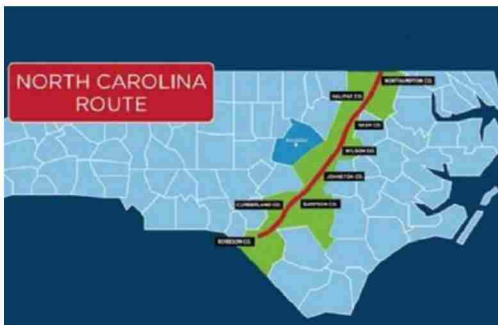 NORTH CAROLINA
ROUTE
NORTHAMPTON CO.
HALIFAX CO.
NASH CO.
WILSON CO.
JOHNSTON CO.
CUMBERLAND CO.
SAMPSON CO.
ROBESON CO.